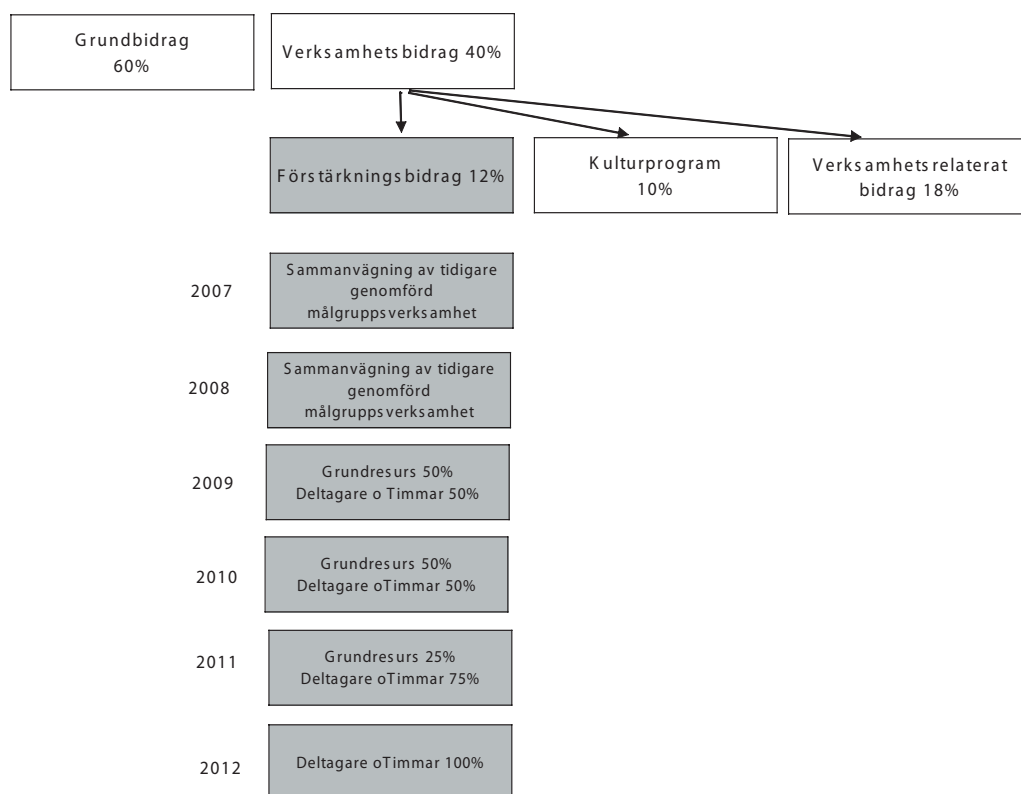 Grundbidrag
60%
Verksamhetsbidrag 40%
Förstärkningsbidrag 12%
Kulturprogram
10%
Verksamhetsrelaterat
bidrag 18%
2007
Sammanvägning av tidigare
genomförd
målgruppsverksamhet
2008
Sammanvägning av tidigare
genomförd
målgruppsverksamhet
2009
Grundresurs 50%
Deltagare o Timmar 50%
2010
Grundresurs 50%
Deltagare oTimmar 50%
2011
Grundresurs 25%
Deltagare oTimmar 75%
2012
Deltagare oTimmar 100%